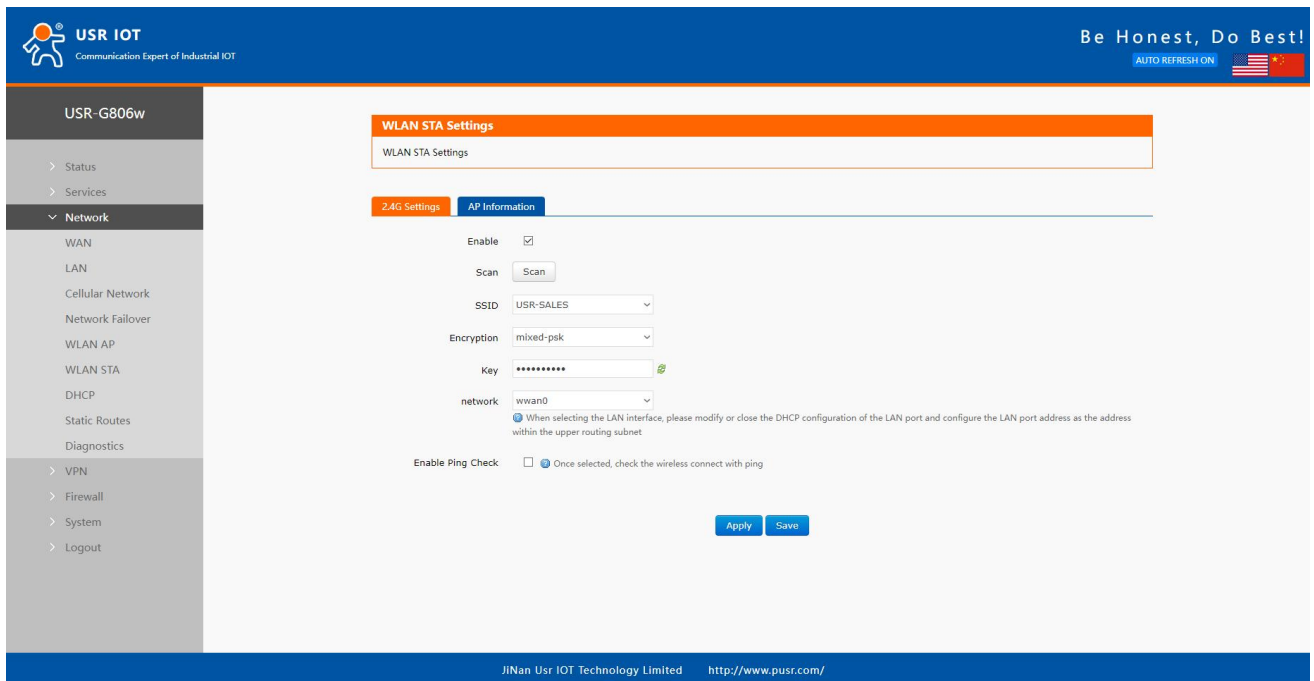 USR IOT
Communication Expert of Industrial IOT
Be Honest, Do Best!
AUTO REFRESH ON
USR-G806w
Status
Services
Network
WAN
LAN
Cellular Network
Network Failover
WLAN AP
WLAN STA
DHCP
Static Routes
Diagnostics
VPN
Firewall
System
Logout
WLAN STA Settings
WLAN STA Settings
2.4G Settings AP Information
Enable
Scan Scan
SSID USR-SALES
Encryption mixed-psk
Key ••••••••••
network wwan0
When selecting the LAN interface, please modify or close the DHCP configuration of the LAN port and configure the LAN port address as the address
within the upper routing subnet
Enable Ping Check Once selected, check the wireless connect with ping
Apply Save
JiNan Usr IOT Technology Limited http://www.pusr.com/